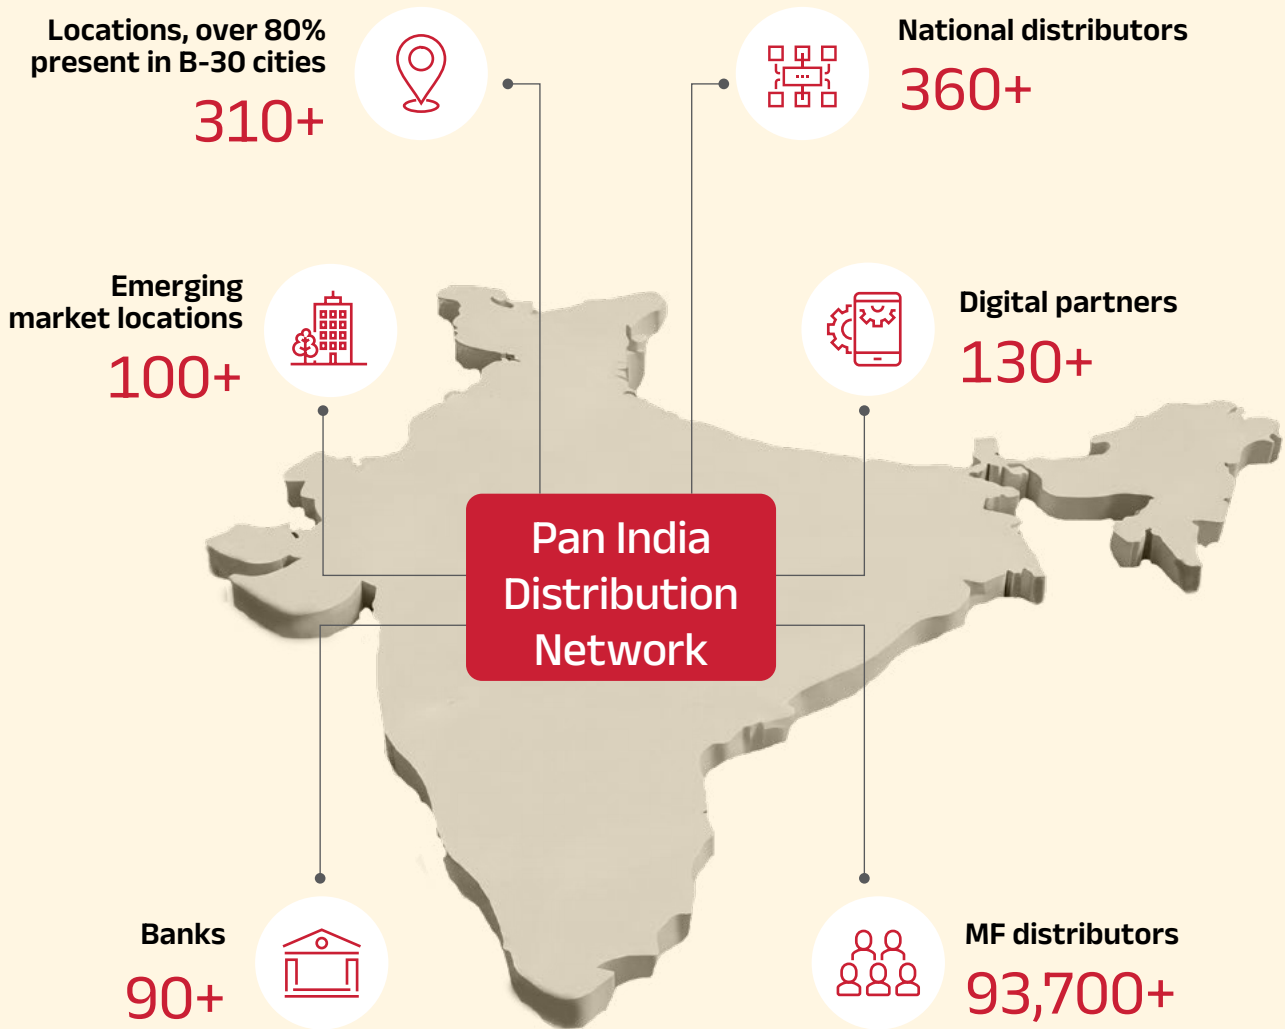 Locations, over 80%
present in B-30 cities
310+
National distributors
360+
Emerging
market locations
100+
Digital partners
130+
Pan India
Distribution
Network
Banks
90+
MF distributors
93,700+